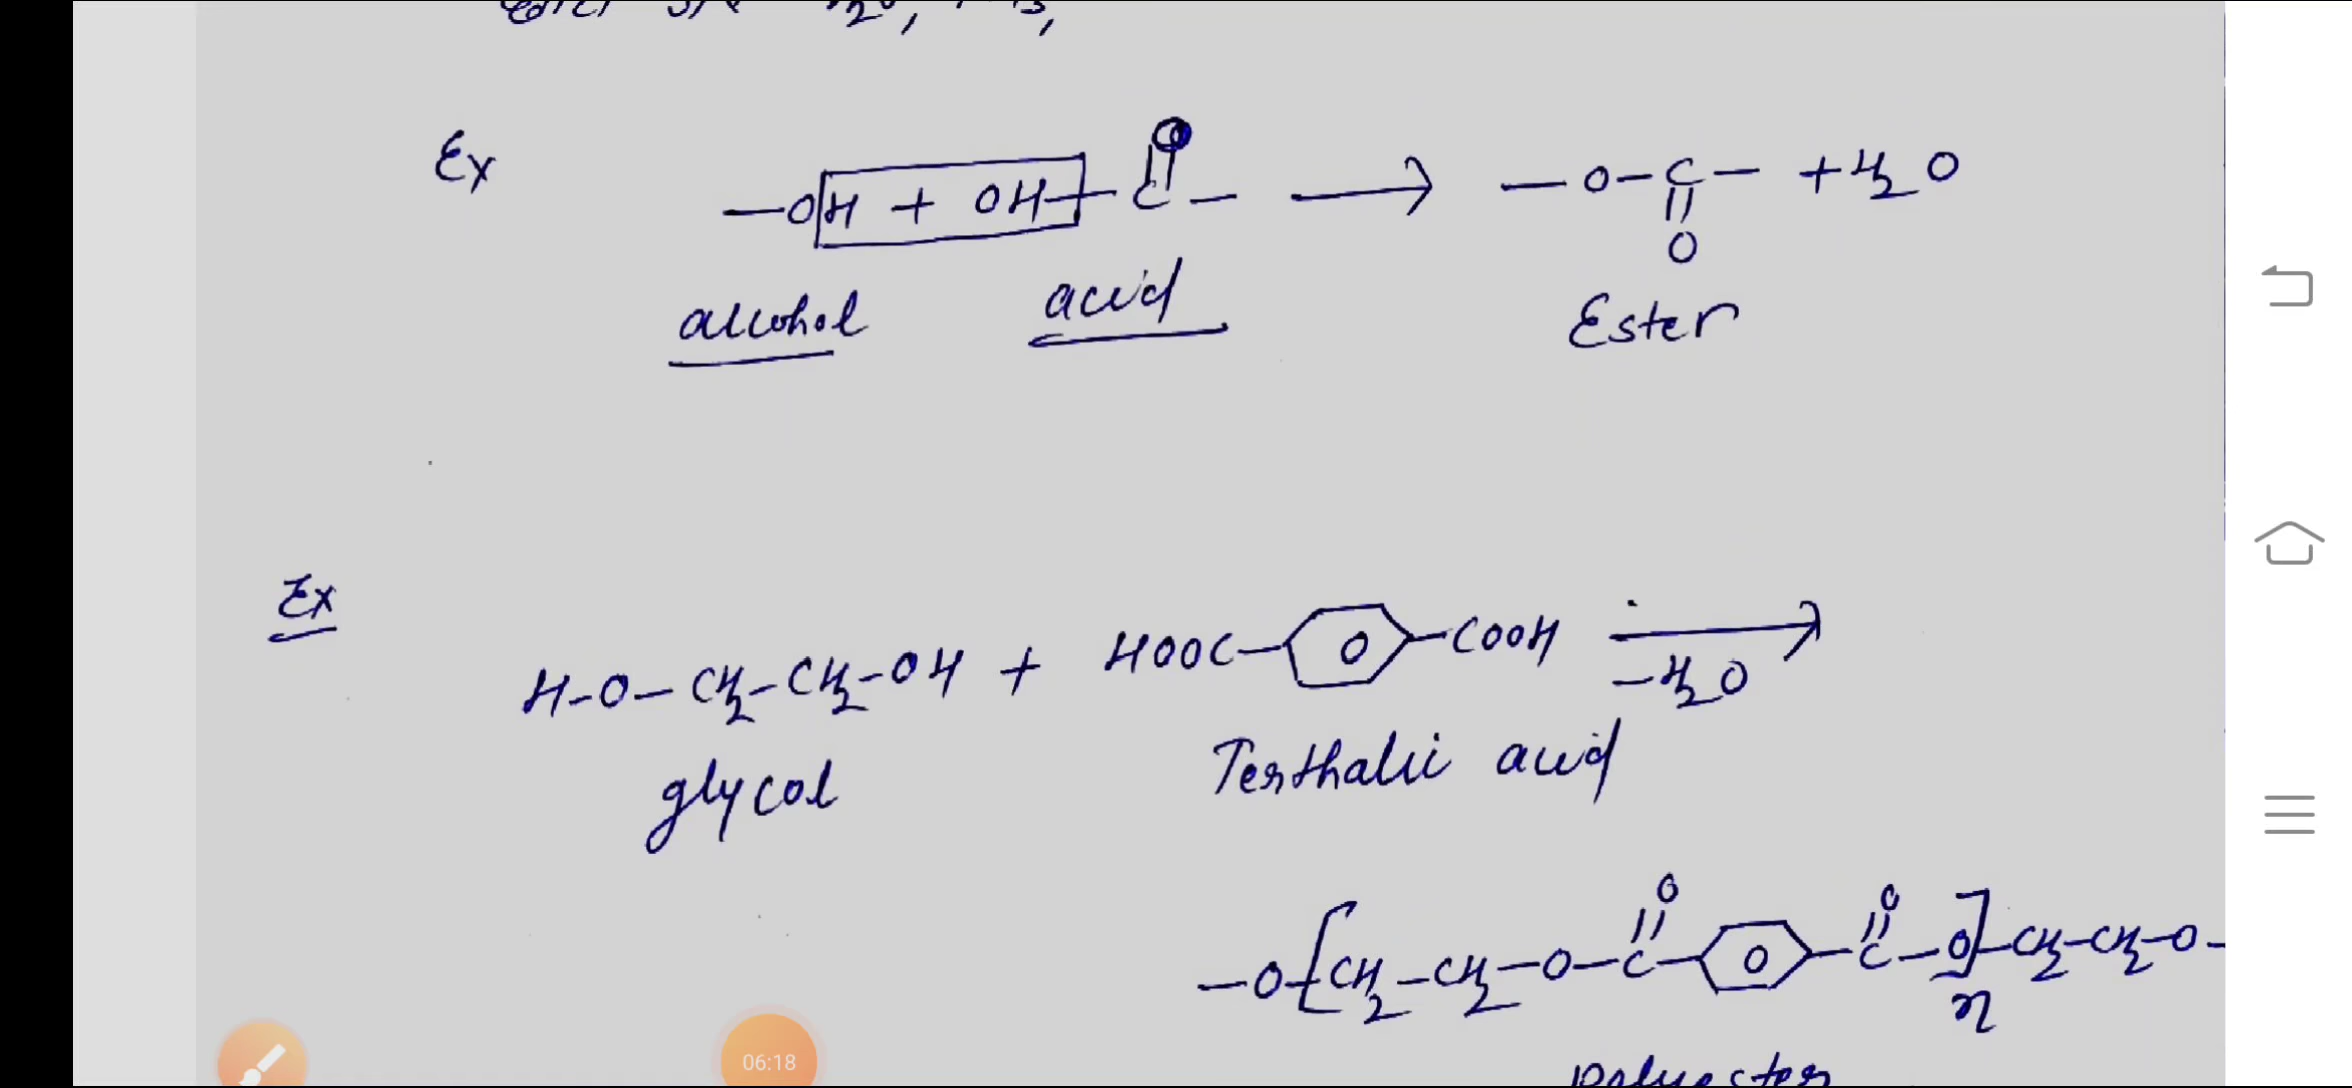 Ex
—OH + OH—C— → —O—C— + H₂O
O
O
alcohol acid Ester
Ex
H-O-CH₂-CH₂-OH + HOOC- -COOH →
-H₂O
glycol Terthalic acid
O O
—O-[CH₂-CH₂-O-C- -C-O]-CH₂-CH₂-O-
n
polyester
06:18